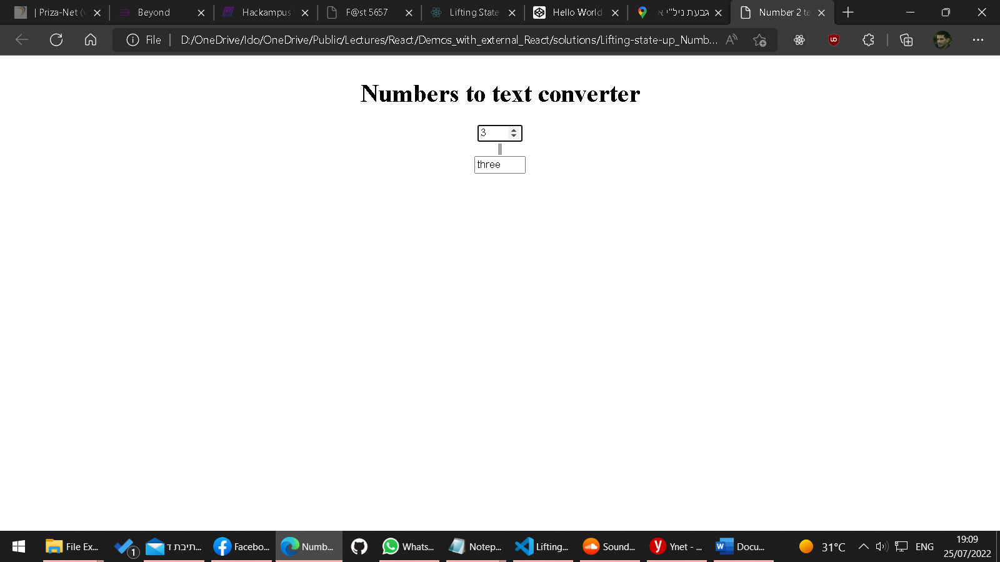 | Priza-Net (v
Beyond
Hackampus
F@st 5657
Lifting State
Hello World
גבעת ניל"י א
Number 2 te
File
D:/OneDrive/Ido/OneDrive/Public/Lectures/React/Demos_with_external_React/solutions/Lifting-state-up_Numb...
Numbers to text converter
3
||
three
File Ex...
1
תיבת ד...
Facebo...
Numb...
Whats...
Notep...
Lifting...
Sound...
Ynet - ...
Docu...
31°C
ENG
19:09
25/07/2022